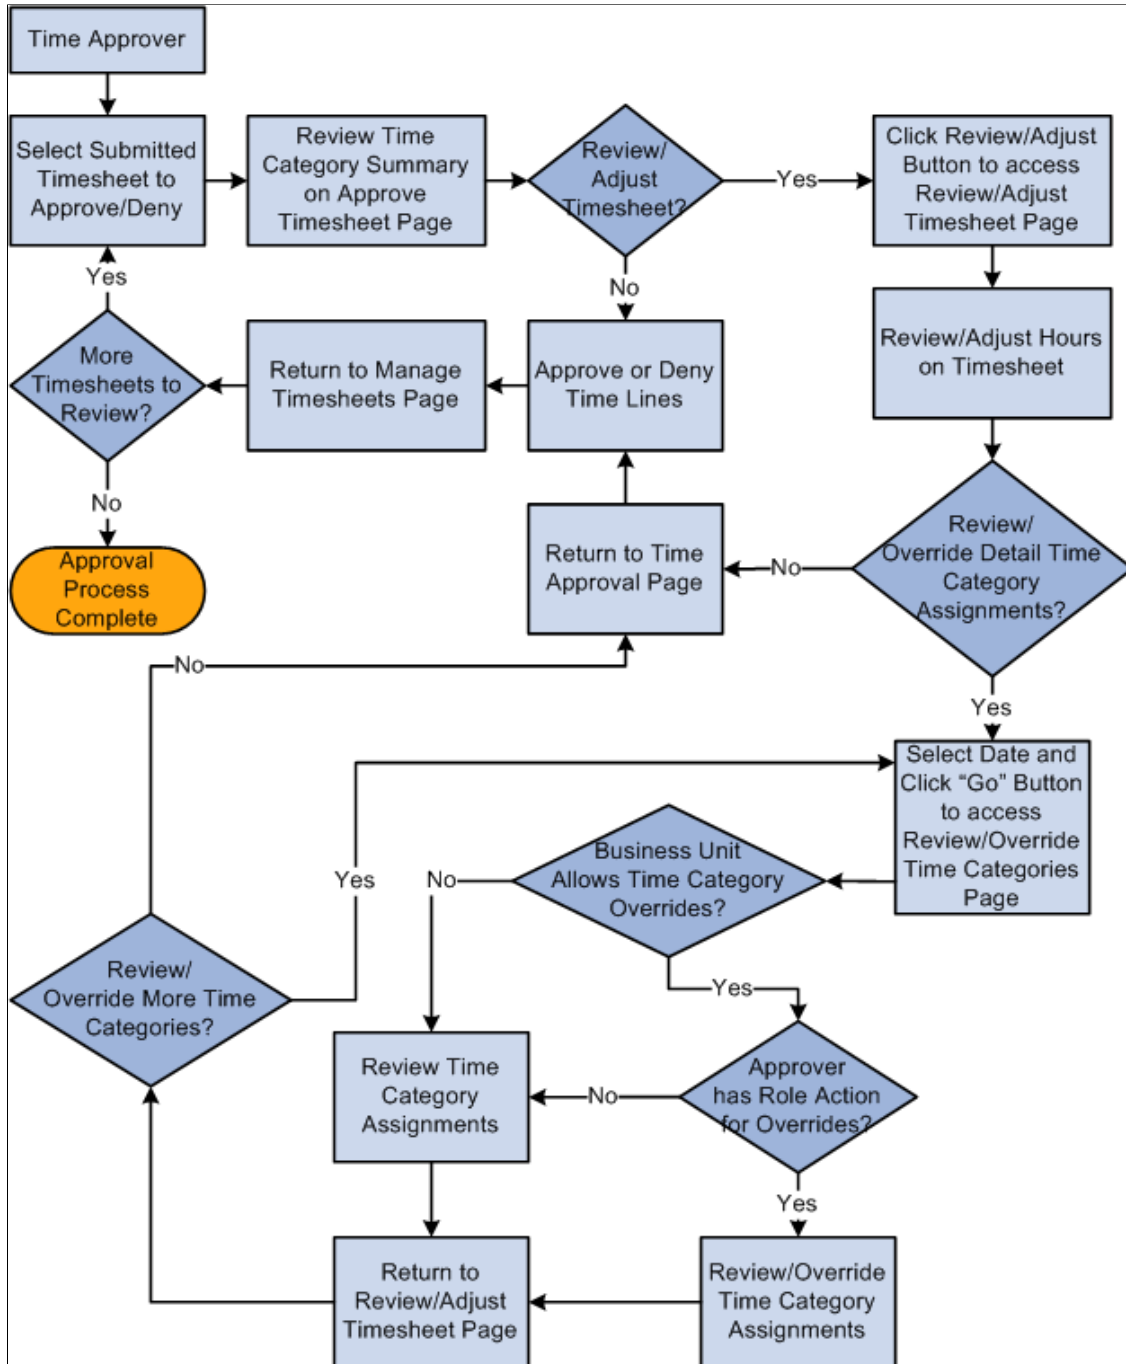 Time Approver
Select Submitted
Timesheet to
Approve/Deny
Review Time
Category Summary
on Approve
Timesheet Page
Review/
Adjust
Timesheet?
Yes
Click Review/Adjust
Button to access
Review/Adjust
Timesheet Page
Yes
No
More
Timesheets to
Review?
Return to Manage
Timesheets Page
Approve or Deny
Time Lines
Review/Adjust Hours
on Timesheet
No
Approval
Process
Complete
Return to Time
Approval Page
No
Review/
Override Detail Time
Category
Assignments?
No
Yes
Select Date and
Click “Go” Button
to access
Review/Override
Time Categories
Page
Business Unit
Allows Time Category
Overrides?
No
Yes
Yes
Review/
Override More Time
Categories?
Review Time
Category
Assignments
No
Approver
has Role Action
for Overrides?
Yes
Return to
Review/Adjust
Timesheet Page
Review/Override
Time Category
Assignments